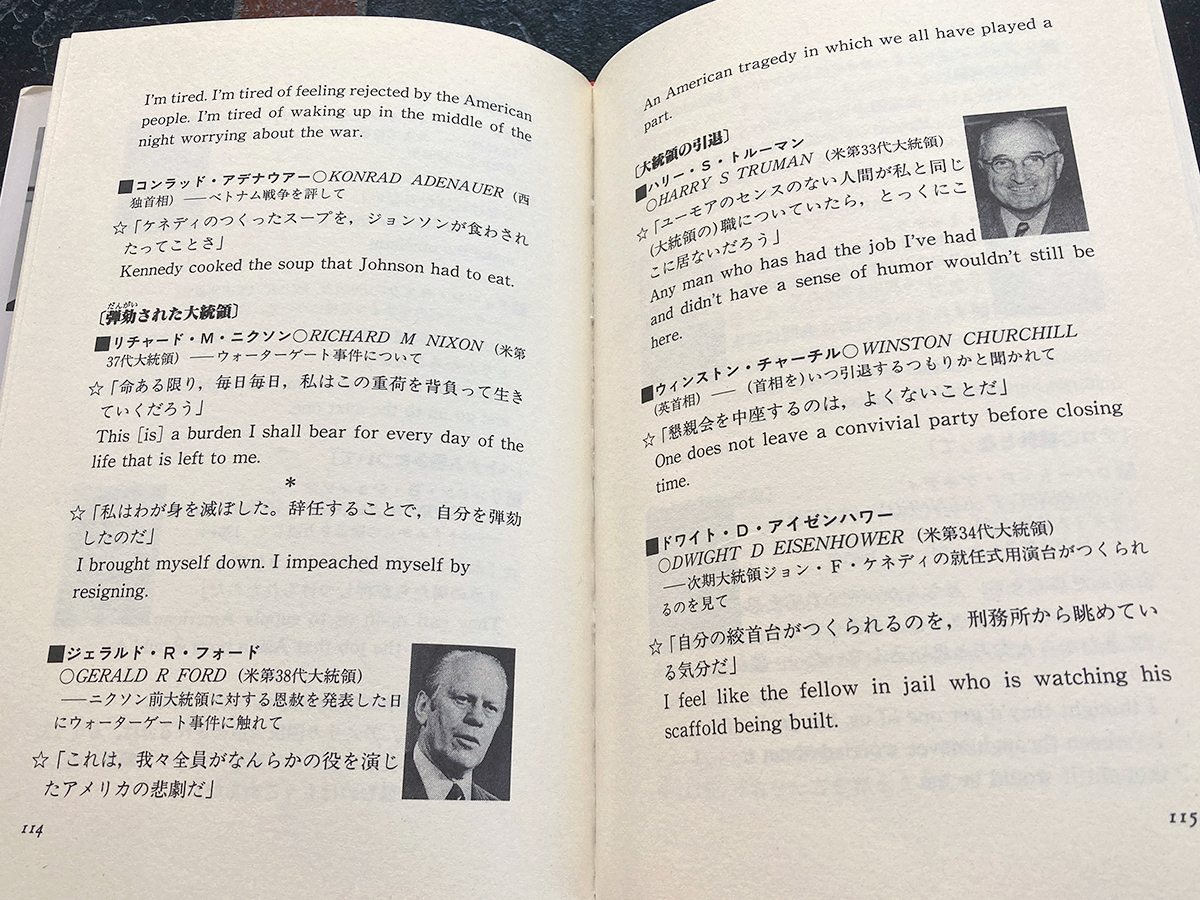 I'm tired. I'm tired of feeling rejected by the American
people. I'm tired of waking up in the middle of the
night worrying about the war.
■コンラッド・アデナウアー○KONRAD ADENAUER (西
独首相) ──ベトナム戦争を評して
☆「ケネディのつくったスープを，ジョンソンが食わされ
たってことさ」
Kennedy cooked the soup that Johnson had to eat.
だんがい
〔弾劾された大統領〕
■リチャード・M・ニクソン○RICHARD M NIXON (米第
37代大統領) ──ウォーターゲート事件について
☆「命ある限り，毎日毎日，私はこの重荷を背負って生き
ていくだろう」
This [is] a burden I shall bear for every day of the
life that is left to me.
*
☆「私はわが身を滅ぼした。辞任することで，自分を弾劾
したのだ」
I brought myself down. I impeached myself by
resigning.
■ジェラルド・R・フォード
○GERALD R FORD (米第38代大統領)
──ニクソン前大統領に対する恩赦を発表した日
にウォーターゲート事件に触れて
☆「これは，我々全員がなんらかの役を演じ
たアメリカの悲劇だ」
114
An American tragedy in which we all have played a
part.
〔大統領の引退〕
■ハリー・S・トルーマン
○HARRY S TRUMAN (米第33代大統領)
☆「ユーモアのセンスのない人間が私と同じ
(大統領の) 職についていたら，とっくにこ
こに居ないだろう」
Any man who has had the job I've had
and didn't have a sense of humor wouldn't still be
here.
■ウィンストン・チャーチル○WINSTON CHURCHILL
(英首相) ── (首相を) いつ引退するつもりかと聞かれて
☆「懇親会を中座するのは，よくないことだ」
One does not leave a convivial party before closing
time.
■ドワイト・D・アイゼンハワー
○DWIGHT D EISENHOWER (米第34代大統領)
──次期大統領ジョン・F・ケネディの就任式用演台がつくられ
るのを見て
☆「自分の絞首台がつくられるのを，刑務所から眺めてい
る気分だ」
I feel like the fellow in jail who is watching his
scaffold being built.
115